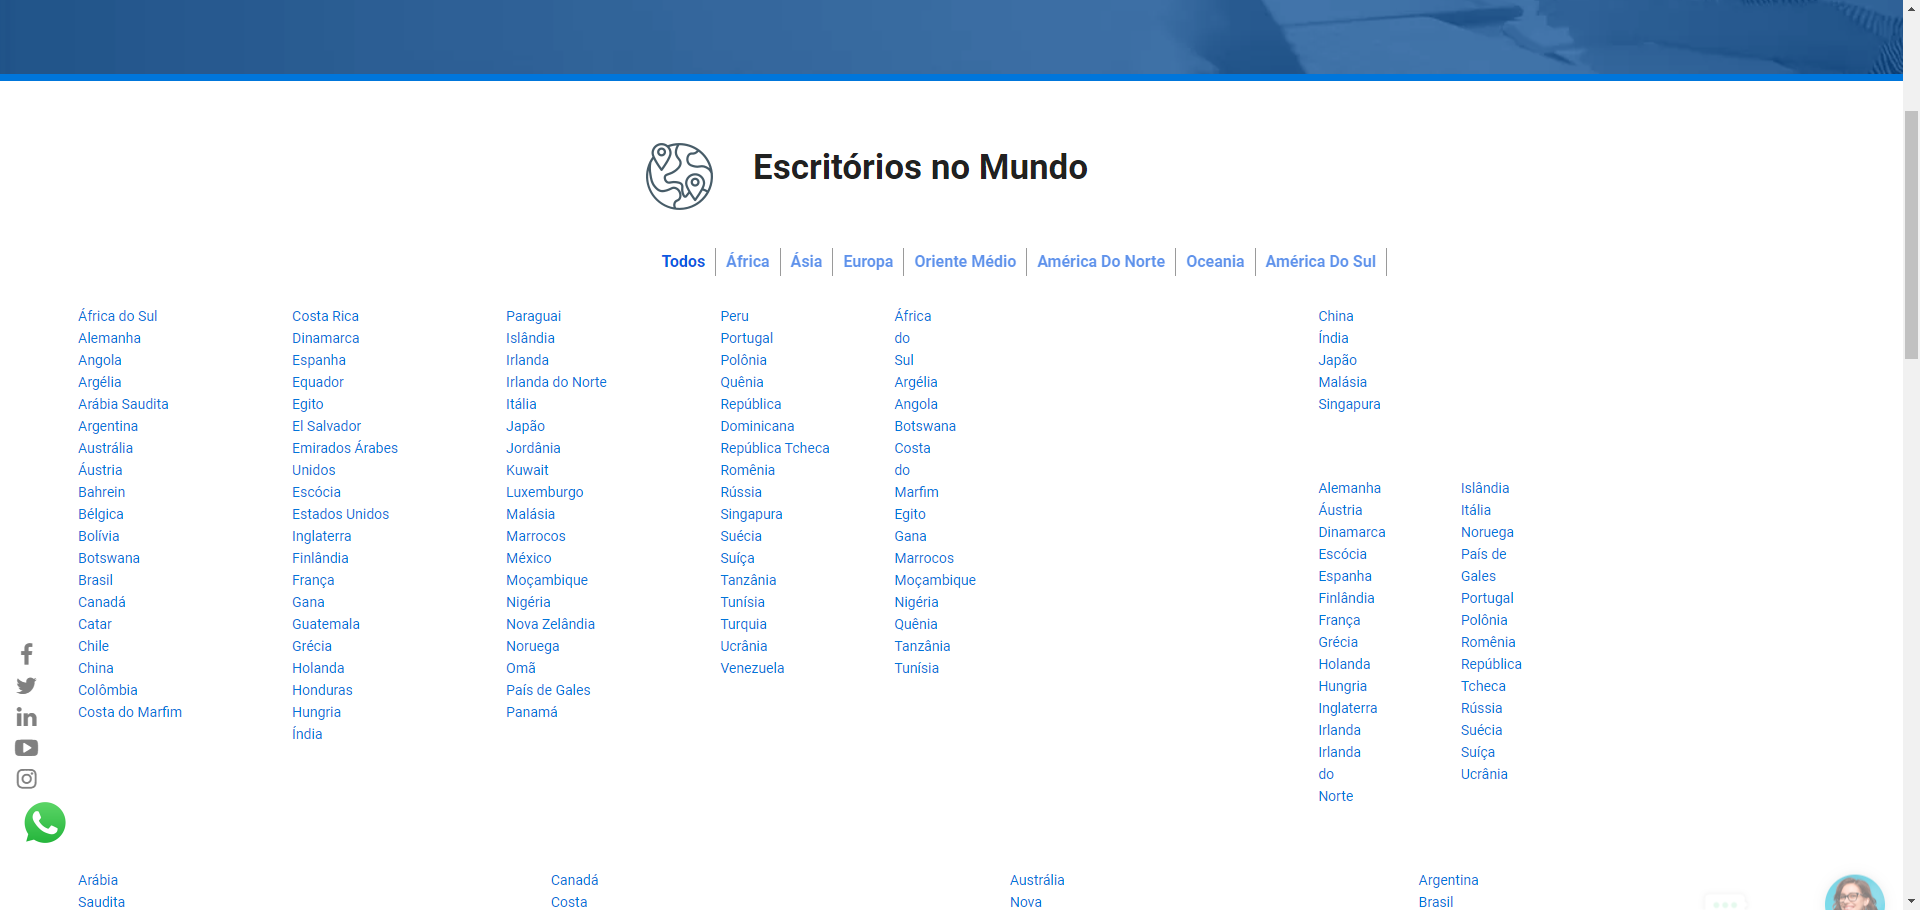 Escritórios no Mundo
Todos
África
Ásia
Europa
Oriente Médio
América Do Norte
Oceania
América Do Sul
África do Sul
Alemanha
Angola
Argélia
Arábia Saudita
Argentina
Austrália
Áustria
Bahrein
Bélgica
Bolívia
Botswana
Brasil
Canadá
Catar
Chile
China
Colômbia
Costa do Marfim
Costa Rica
Dinamarca
Espanha
Equador
Egito
El Salvador
Emirados Árabes
Unidos
Escócia
Estados Unidos
Inglaterra
Finlândia
França
Gana
Guatemala
Grécia
Holanda
Honduras
Hungria
Índia
Paraguai
Islândia
Irlanda
Irlanda do Norte
Itália
Japão
Jordânia
Kuwait
Luxemburgo
Malásia
Marrocos
México
Moçambique
Nigéria
Nova Zelândia
Noruega
Omã
País de Gales
Panamá
Peru
Portugal
Polônia
Quênia
República
Dominicana
República Tcheca
Romênia
Rússia
Singapura
Suécia
Suíça
Tanzânia
Tunísia
Turquia
Ucrânia
Venezuela
África
do
Sul
Argélia
Angola
Botswana
Costa
do
Marfim
Egito
Gana
Marrocos
Moçambique
Nigéria
Quênia
Tanzânia
Tunísia
China
Índia
Japão
Malásia
Singapura
Alemanha
Áustria
Dinamarca
Escócia
Espanha
Finlândia
França
Grécia
Holanda
Hungria
Inglaterra
Irlanda
Irlanda
do
Norte
Islândia
Itália
Noruega
País de
Gales
Portugal
Polônia
Romênia
República
Tcheca
Rússia
Suécia
Suíça
Ucrânia
Arábia
Saudita
Canadá
Costa
Austrália
Nova
Argentina
Brasil